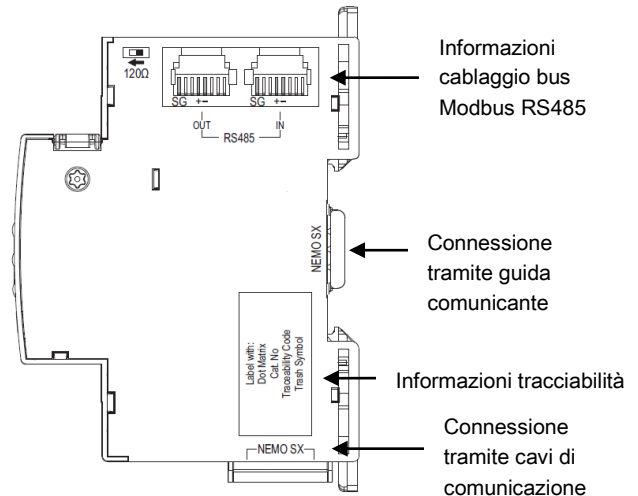 120Ω
SG +-
SG +-
OUT
IN
RS485
Informazioni
cablaggio bus
Modbus RS485
NEMO SX
Connessione
tramite guida
comunicante
Label with:
Dot Matrix
Cat. No
Traceability Code
Trash Symbol
Informazioni tracciabilità
NEMO SX
Connessione
tramite cavi di
comunicazione